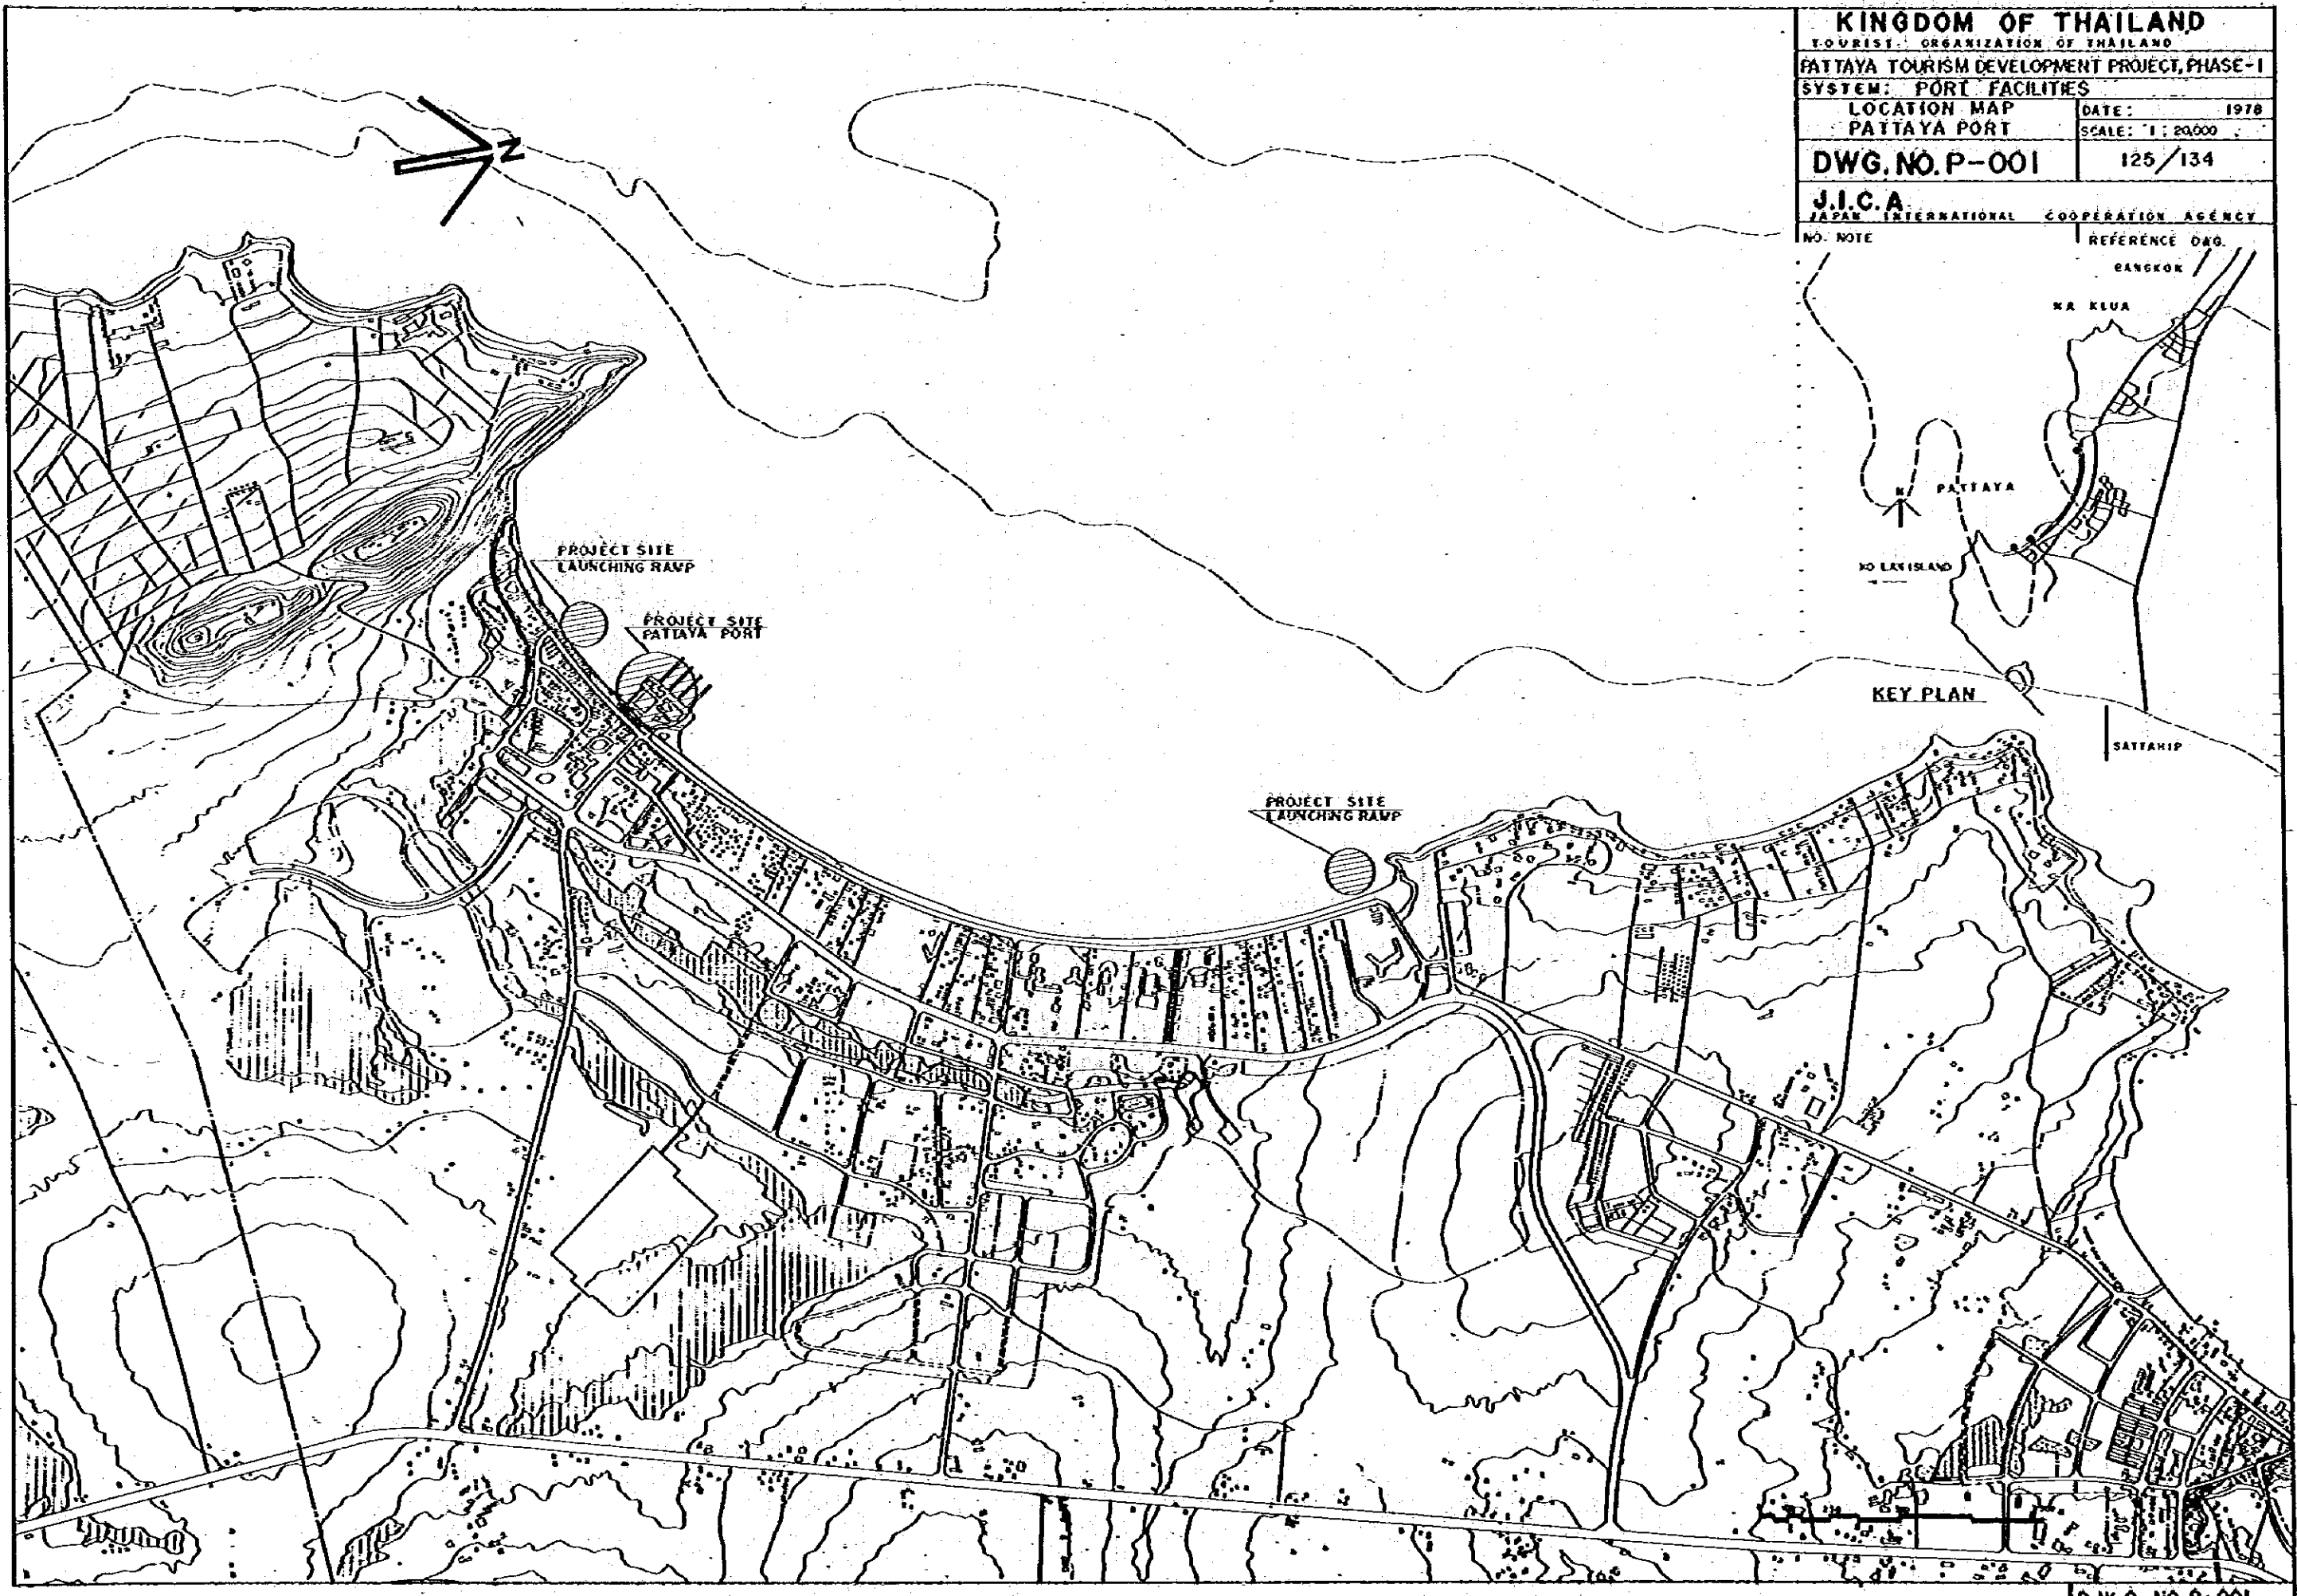 KINGDOM OF THAILAND
TOURIST ORGANIZATION OF THAILAND
PATTAYA TOURISM DEVELOPMENT PROJECT, PHASE-I
SYSTEM: PORT FACILITIES
LOCATION MAP
PATTAYA PORT
DATE: 1978
SCALE: 1 : 20,000
DWG. NO. P-001
125/134
J.I.C.A.
JAPAN INTERNATIONAL COOPERATION AGENCY
NO. NOTE
REFERENCE DWG.
N
BANGKOK
NA KLUA
N
PATTAYA
KO LAN ISLAND
KEY PLAN
SATTAHIP
PROJECT SITE
LAUNCHING RAMP
PROJECT SITE
PATTAYA PORT
PROJECT SITE
LAUNCHING RAMP